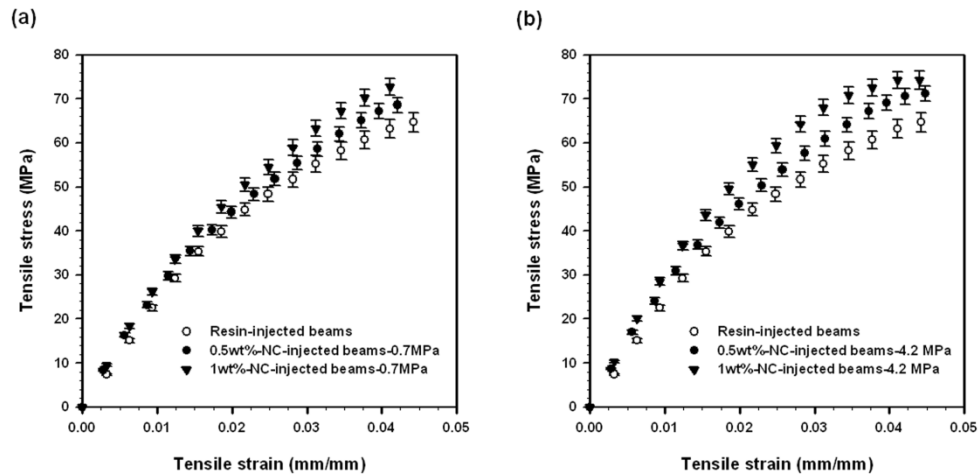 (a)
Tensile stress (MPa)
80
70
60
50
40
30
20
10
0
Resin-injected beams
0.5wt%-NC-injected beams-0.7MPa
1wt%-NC-injected beams-0.7MPa
0.00 0.01 0.02 0.03 0.04 0.05
Tensile strain (mm/mm)
(b)
Tensile stress (MPa)
80
70
60
50
40
30
20
10
0
Resin-injected beams
0.5wt%-NC-injected beams-4.2 MPa
1wt%-NC-injected beams-4.2 MPa
0.00 0.01 0.02 0.03 0.04 0.05
Tensile strain (mm/mm)